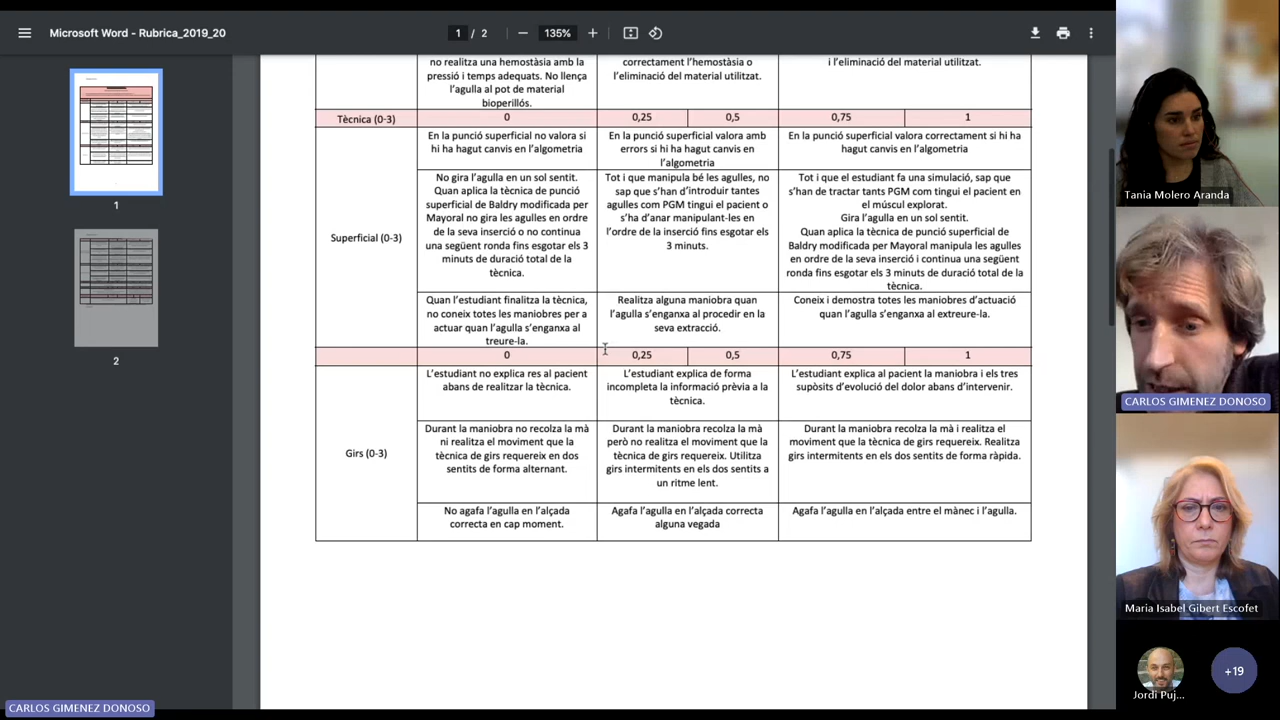 Microsoft Word - Rubrica_2019_20
1 / 2
135%
no realitza una hemostàsia amb la
pressió i temps adequats. No llença
l'agulla al pot de material
bioperillós.
correctament l'hemostàsia o
l'eliminació del material utilitzat.
i l'eliminació del material utilitzat.
Tècnica (0-3)
0
0,25
0,5
0,75
1
Superficial (0-3)
En la punció superficial no valora si
hi ha hagut canvis en l'algometria
En la punció superficial valora amb
errors si hi ha hagut canvis en
l'algometria
En la punció superficial valora correctament si hi ha
hagut canvis en l'algometria
No gira l'agulla en un sol sentit.
Quan aplica la tècnica de punció
superficial de Baldry modificada per
Mayoral no gira les agulles en ordre
de la seva inserció o no continua
una següent ronda fins esgotar els 3
minuts de duració total de la
tècnica.
Tot i que manipula bé les agulles, no
sap que s'han d'introduir tantes
agulles com PGM tingui el pacient o
s'ha d'anar manipulant-les en
l'ordre de la inserció fins esgotar els
3 minuts.
Tot i que el estudiant fa una simulació, sap que
s'han de tractar tants PGM com tingui el pacient en
el múscul explorat.
Gira l'agulla en un sol sentit.
Quan aplica la tècnica de punció superficial de
Baldry modificada per Mayoral manipula les agulles
en ordre de la seva inserció i continua una següent
ronda fins esgotar els 3 minuts de duració total de la
tècnica.
Quan l'estudiant finalitza la tècnica,
no coneix totes les maniobres per a
actuar quan l'agulla s'enganxa al
treure-la.
Realitza alguna maniobra quan
l'agulla s'enganxa al procedir en la
seva extracció.
Coneix i demostra totes les maniobres d'actuació
quan l'agulla s'enganxa al extreure-la.
0
0,25
0,5
0,75
1
Girs (0-3)
L'estudiant no explica res al pacient
abans de realitzar la tècnica.
L'estudiant explica de forma
incompleta la informació prèvia a la
tècnica.
L'estudiant explica al pacient la maniobra i els tres
supòsits d'evolució del dolor abans d'intervenir.
Durant la maniobra no recolza la mà
ni realitza el moviment que la
tècnica de girs requereix en dos
sentits de forma alternant.
Durant la maniobra recolza la mà
però no realitza el moviment que la
tècnica de girs requereix. Utilitza
girs intermitents en els dos sentits a
un ritme lent.
Durant la maniobra recolza la mà i realitza el
moviment que la tècnica de girs requereix. Realitza
girs intermitents en els dos sentits de forma ràpida.
No agafa l'agulla en l'alçada
correcta en cap moment.
Agafa l'agulla en l'alçada correcta
alguna vegada
Agafa l'agulla en l'alçada entre el mànec i l'agulla.
1
2
Tania Molero Aranda
CARLOS GIMENEZ DONOSO
Maria Isabel Gibert Escofet
Jordi Puj...
+19
CARLOS GIMENEZ DONOSO